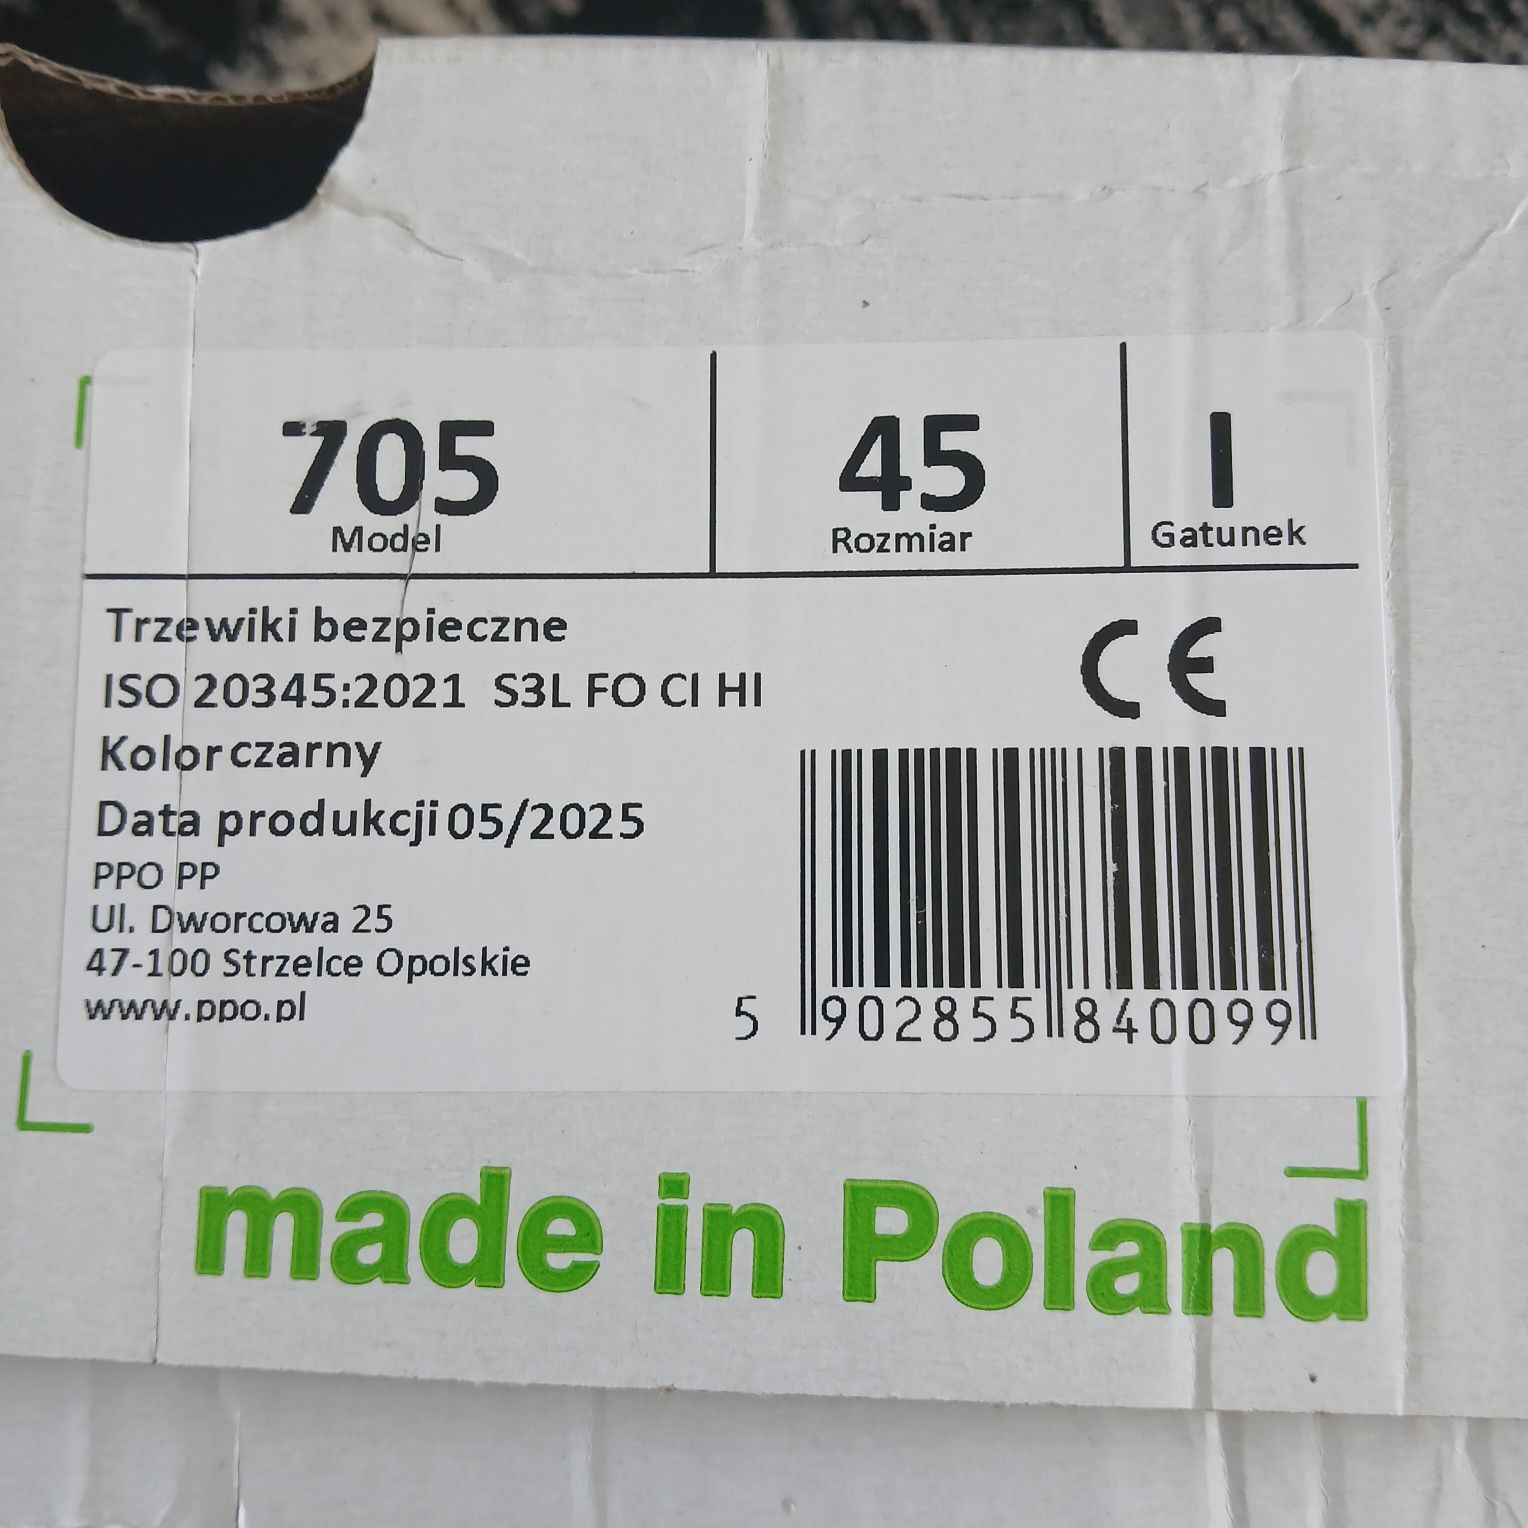 705 45 I
Model Rozmiar Gatunek
Trzewiki bezpieczne
CE
ISO 20345:2021 S3L FO CI HI
Kolor czarny
Data produkcji 05/2025
PPO PP
Ul. Dworcowa 25
47-100 Strzelce Opolskie
www.ppo.pl
5 902855 840099
made in Poland